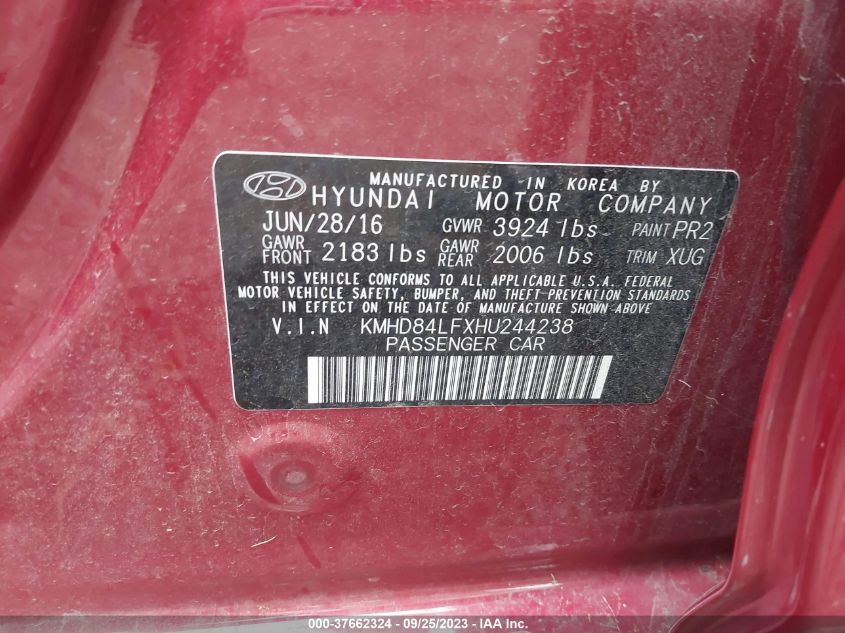 MANUFACTURED IN KOREA BY
HYUNDAI MOTOR COMPANY
JUN/28/16 GVWR 3924 lbs PAINT PR2
GAWR FRONT 2183 lbs GAWR REAR 2006 lbs TRIM XUG
THIS VEHICLE CONFORMS TO ALL APPLICABLE U.S.A. FEDERAL
MOTOR VEHICLE SAFETY, BUMPER, AND THEFT PREVENTION STANDARDS
IN EFFECT ON THE DATE OF MANUFACTURE SHOWN ABOVE
V.I.N KMHD84LFXHU244238
PASSENGER CAR
000-37662324 - 09/25/2023 - IAA Inc.